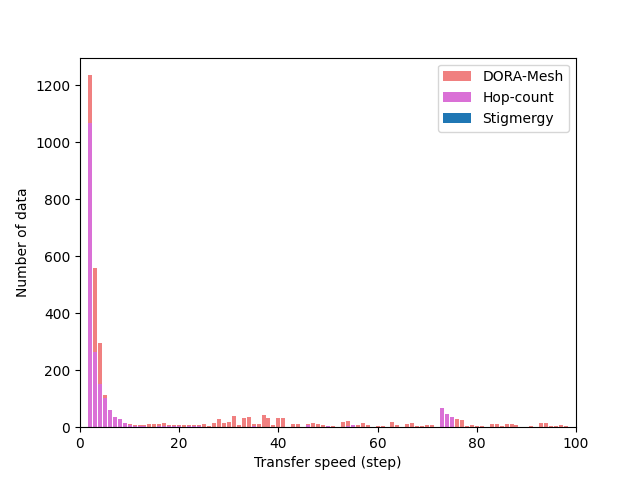 DORA-Mesh
Hop-count
Stigmergy
1200
1000
800
600
400
200
0
Number of data
0 20 40 60 80 100
Transfer speed (step)